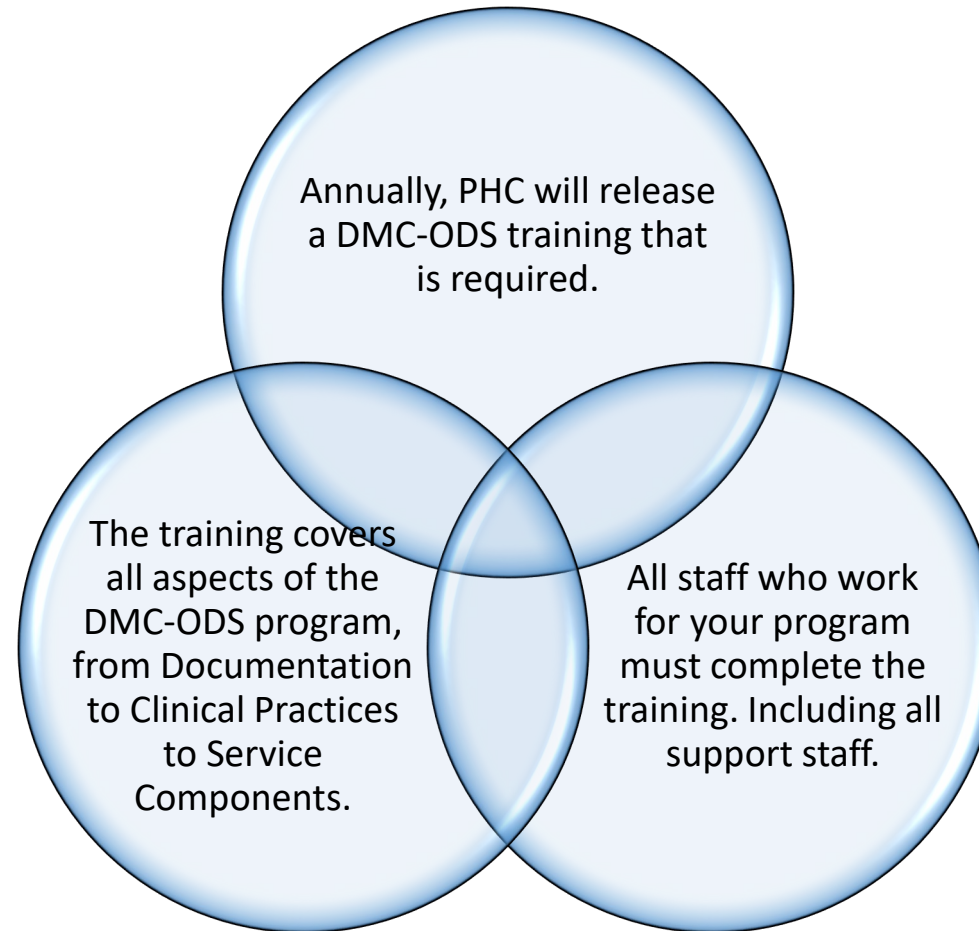 Annually, PHC will release
a DMC-ODS training that
is required.
The training covers
all aspects of the
DMC-ODS program,
from Documentation
to Clinical Practices
to Service
Components.
All staff who work
for your program
must complete the
training. Including all
support staff.